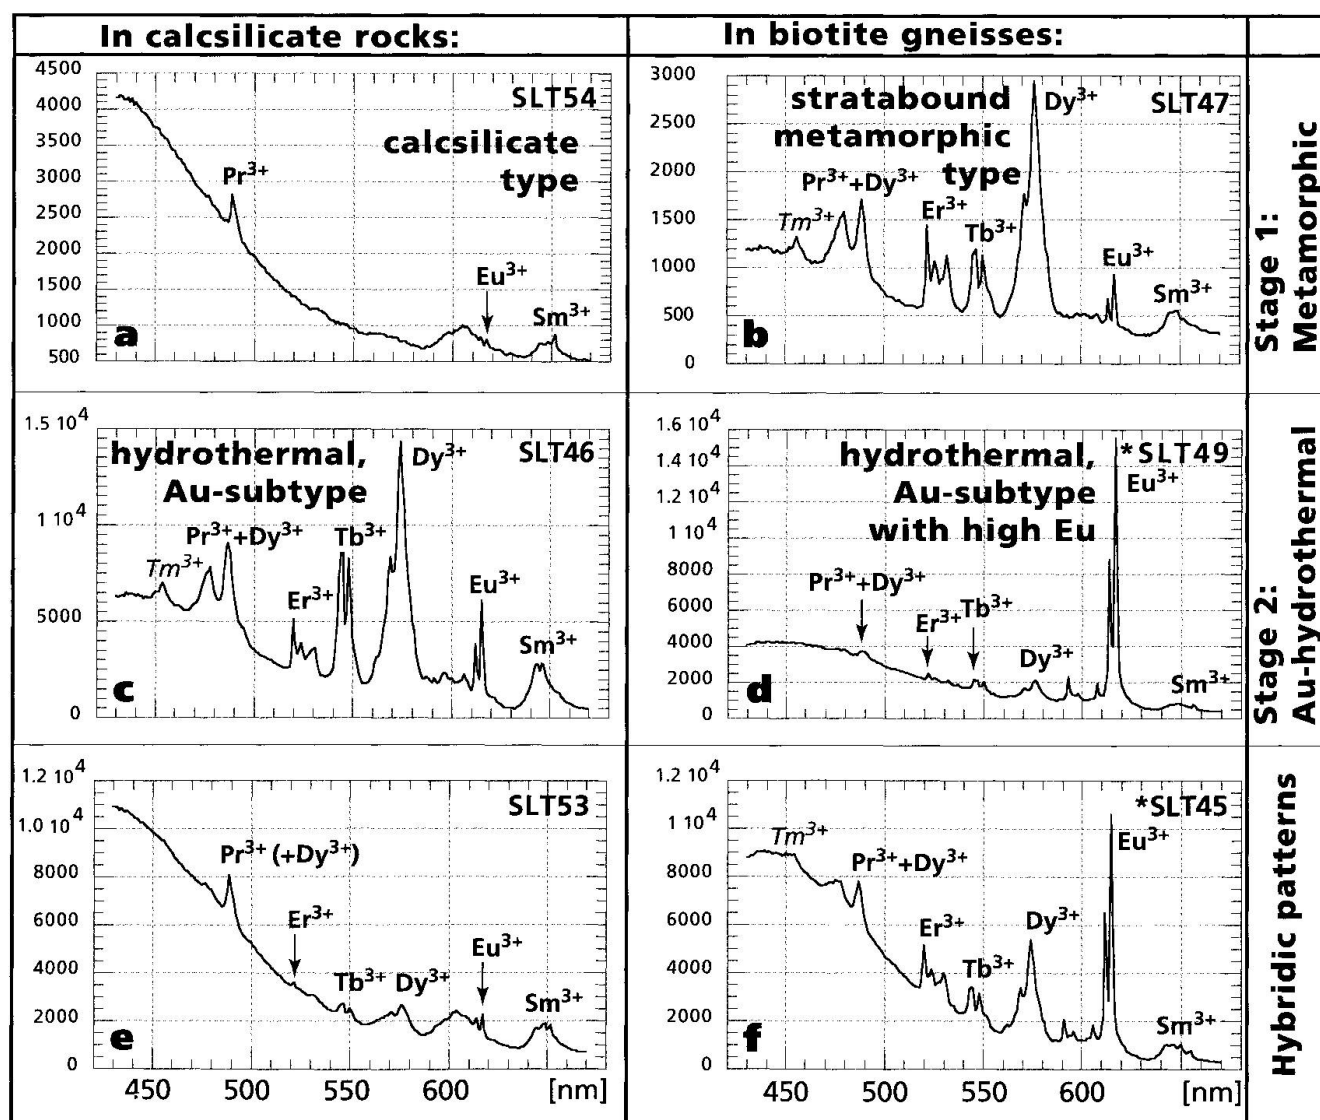 In calcsilicate rocks:
In biotite gneisses:
4500
4000
3500
3000
2500
2000
1500
1000
500
SLT54
calcsilicate
type
Pr³⁺
Eu³⁺
Sm³⁺
a
3000
2500
2000
1500
1000
500
0
stratabound
metamorphic
type
Dy³⁺
SLT47
Pr³⁺+Dy³⁺
Tm³⁺
Er³⁺
Tb³⁺
Eu³⁺
Sm³⁺
b
Stage 1:
Metamorphic
1.5 10⁴
1 10⁴
5000
0
hydrothermal,
Au-subtype
SLT46
Dy³⁺
Pr³⁺+Dy³⁺
Tb³⁺
Tm³⁺
Er³⁺
Eu³⁺
Sm³⁺
c
1.6 10⁴
1.4 10⁴
1.2 10⁴
1 10⁴
8000
6000
4000
2000
0
hydrothermal,
Au-subtype
with high Eu
*SLT49
Eu³⁺
Pr³⁺+Dy³⁺
Er³⁺
Tb³⁺
Dy³⁺
Sm³⁺
d
Stage 2:
Au-hydrothermal
1.2 10⁴
1.0 10⁴
8000
6000
4000
2000
0
SLT53
Pr³⁺ (+Dy³⁺)
Er³⁺
Tb³⁺
Dy³⁺
Eu³⁺
Sm³⁺
e
450
500
550
600
[nm]
1.2 10⁴
1 10⁴
8000
6000
4000
2000
0
*SLT45
Tm³⁺
Pr³⁺+Dy³⁺
Eu³⁺
Er³⁺
Dy³⁺
Tb³⁺
Sm³⁺
f
450
500
550
600
[nm]
Hybridic patterns